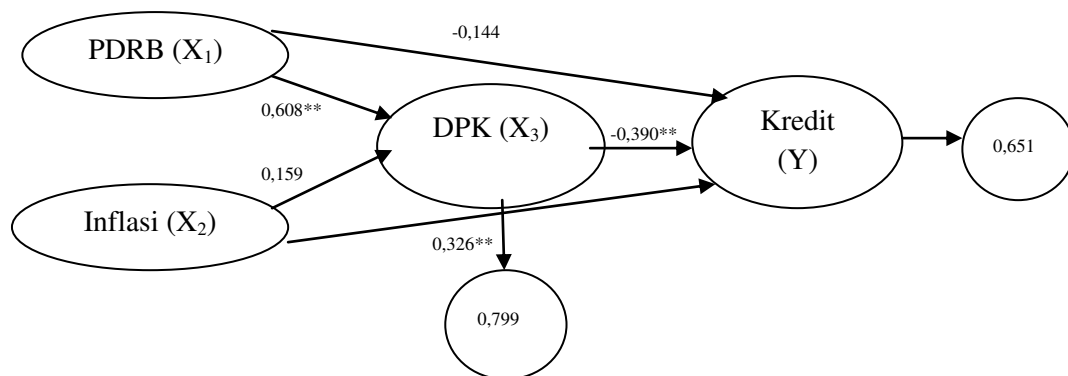 PDRB (X₁)
-0,144
0,608**
DPK (X₃)
-0,390**
Kredit
(Y)
0,651
0,159
Inflasi (X₂)
0,326**
0,799